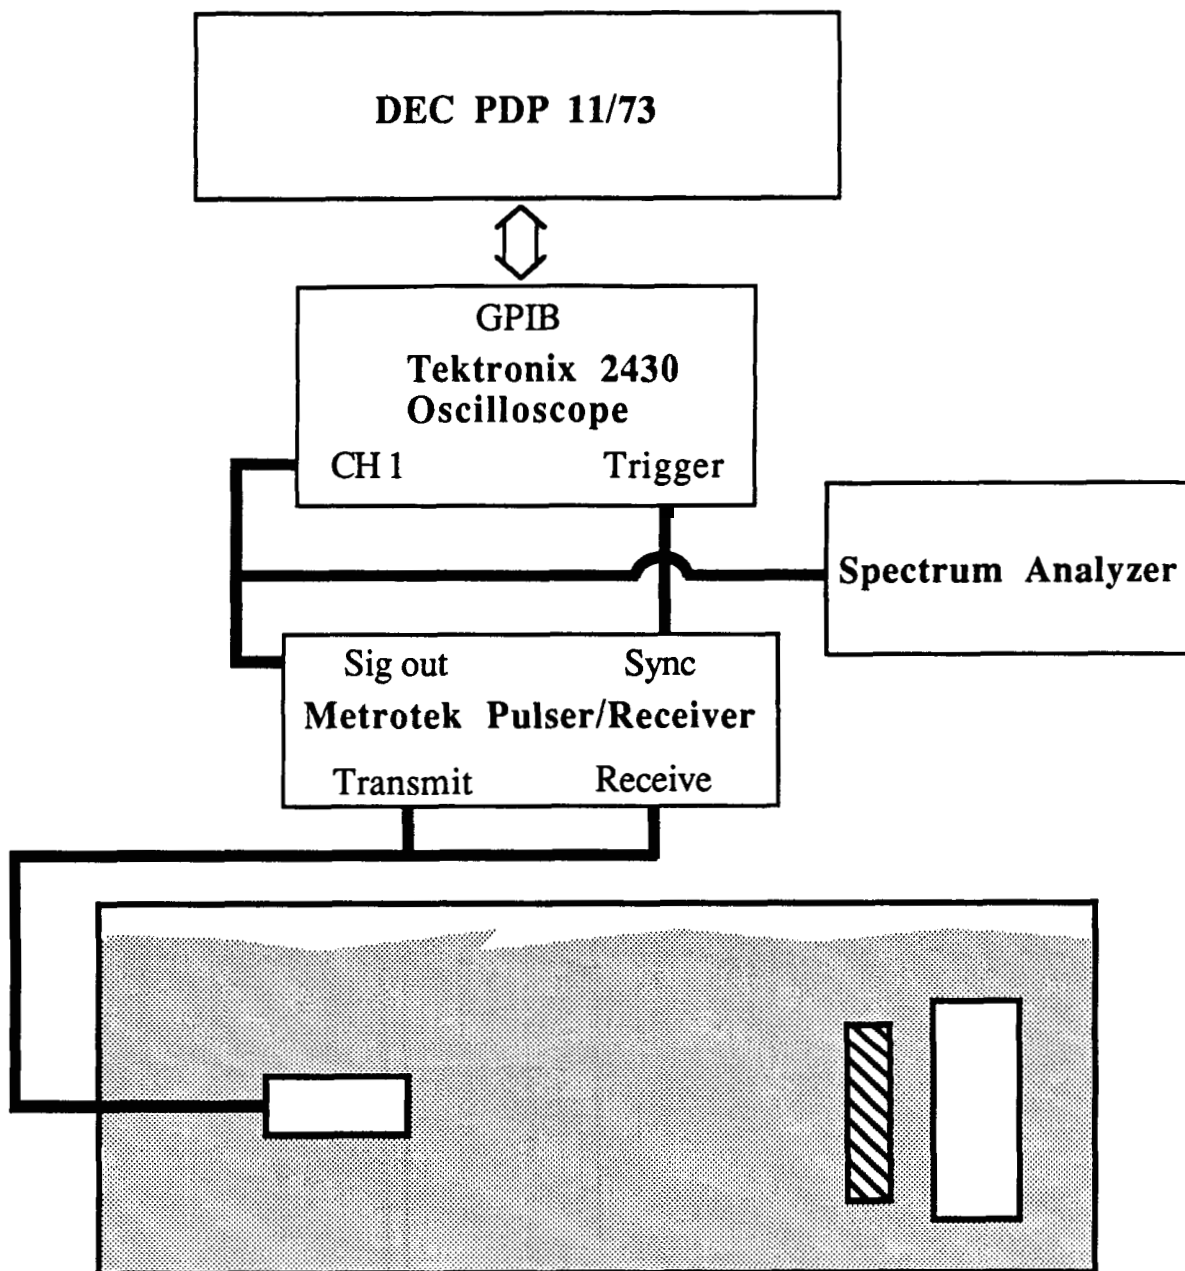 DEC PDP 11/73
GPIB
Tektronix 2430
Oscilloscope
CH 1 Trigger
Spectrum Analyzer
Sig out Sync
Metrotek Pulser/Receiver
Transmit Receive